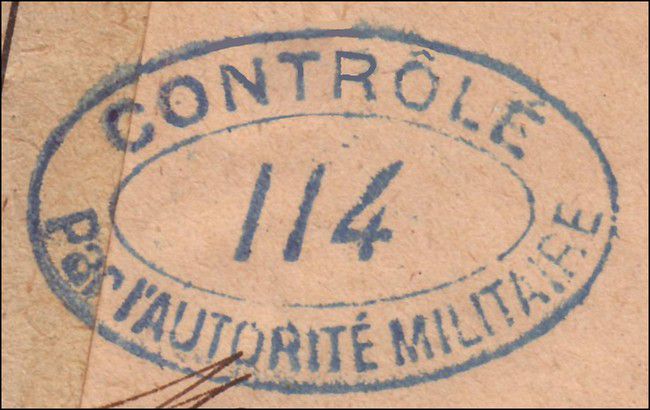 CONTRÔLÉ
114
par l'AUTORITÉ MILITAIRE